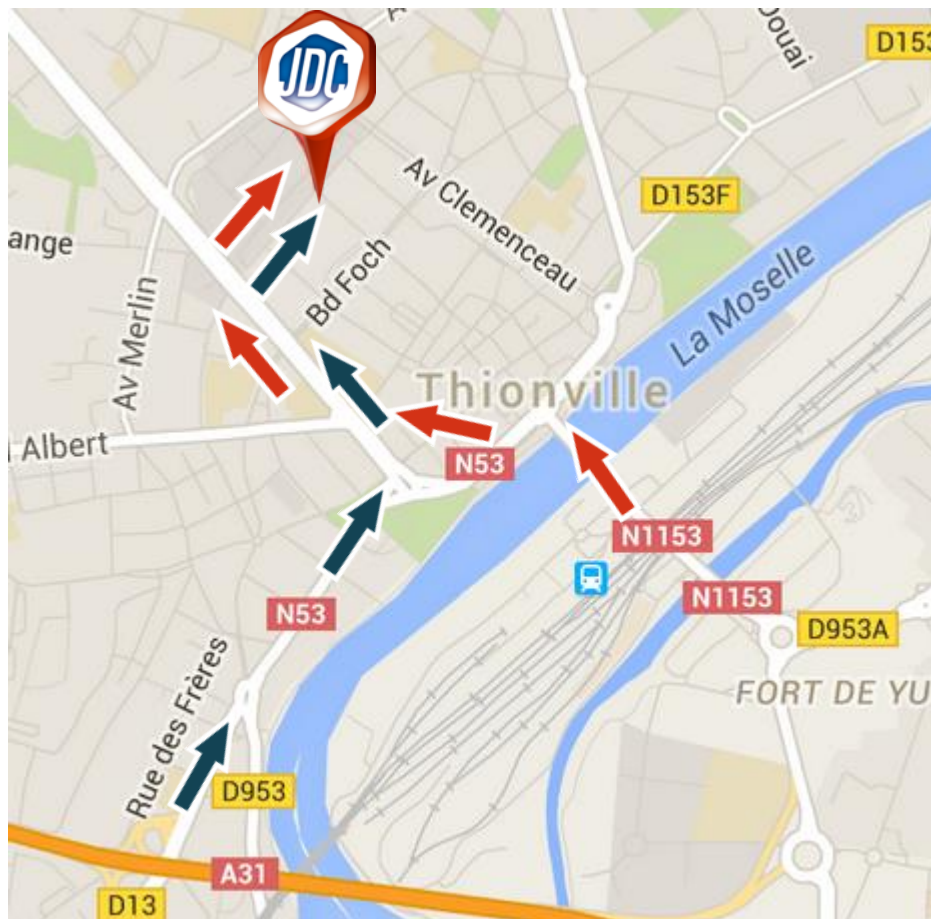 JDC
Douai
D153
Av Clemenceau
D153F
ange
Bd Foch
La Moselle
Av Merlin
Thionville
Albert
N53
N1153
N1153
N53
D953A
FORT DE YU
Rue des Frères
D953
A31
D13